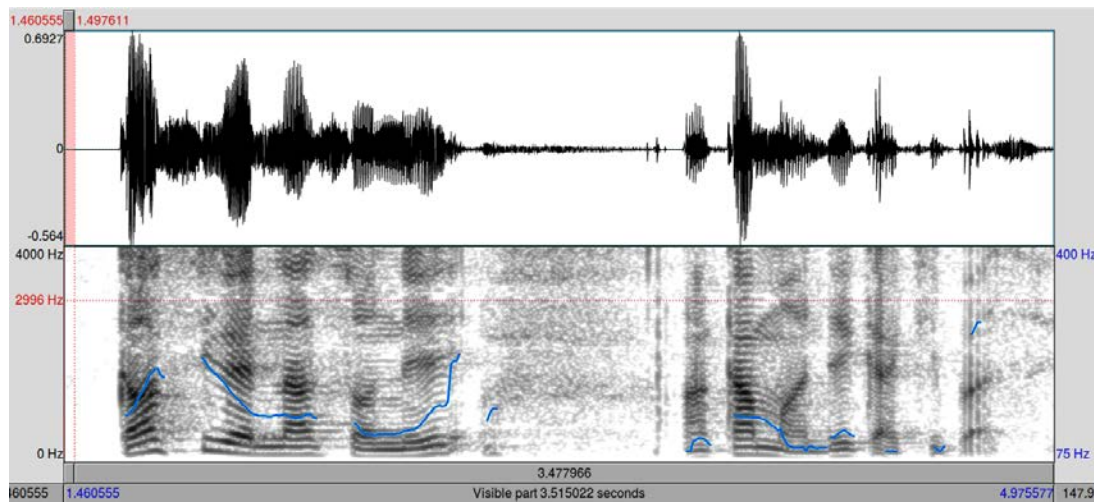 1.460555 1.497611
0.6927
0
-0.564
4000 Hz 400 Hz
2996 Hz
0 Hz 75 Hz
3.477966
60555 1.460555 Visible part 3.515022 seconds 4.975577 147.9